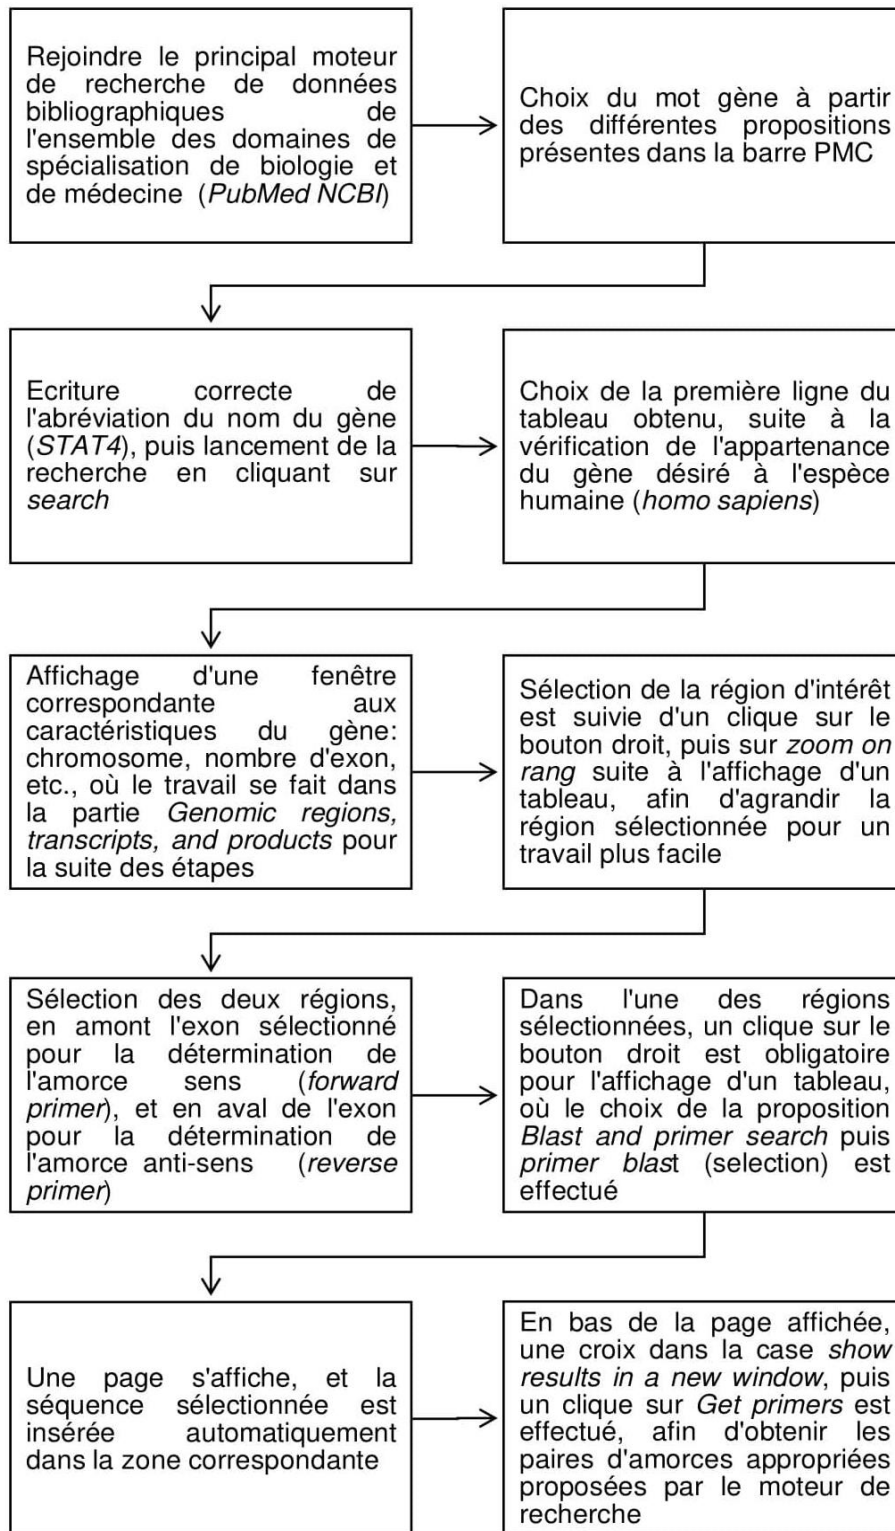 Rejoindre le principal moteur
de recherche de données
bibliographiques de
l'ensemble des domaines de
spécialisation de biologie et
de médecine (PubMed NCBI)
Choix du mot gène à partir
des différentes propositions
présentes dans la barre PMC
Ecriture correcte de
l'abréviation du nom du gène
(STAT4), puis lancement de la
recherche en cliquant sur
search
Choix de la première ligne du
tableau obtenu, suite à la
vérification de l'appartenance
du gène désiré à l'espèce
humaine (homo sapiens)
Affichage d'une fenêtre
correspondante aux
caractéristiques du gène:
chromosome, nombre d'exon,
etc., où le travail se fait dans
la partie Genomic regions,
transcripts, and products pour
la suite des étapes
Sélection de la région d'intérêt
est suivie d'un clique sur le
bouton droit, puis sur zoom on
rang suite à l'affichage d'un
tableau, afin d'agrandir la
région sélectionnée pour un
travail plus facile
Sélection des deux régions,
en amont l'exon sélectionné
pour la détermination de
l'amorce sens (forward
primer), et en aval de l'exon
pour la détermination de
l'amorce anti-sens (reverse
primer)
Dans l'une des régions
sélectionnées, un clique sur le
bouton droit est obligatoire
pour l'affichage d'un tableau,
où le choix de la proposition
Blast and primer search puis
primer blast (selection) est
effectué
Une page s'affiche, et la
séquence sélectionnée est
insérée automatiquement
dans la zone correspondante
En bas de la page affichée,
une croix dans la case show
results in a new window, puis
un clique sur Get primers est
effectué, afin d'obtenir les
paires d'amorces appropriées
proposées par le moteur de
recherche